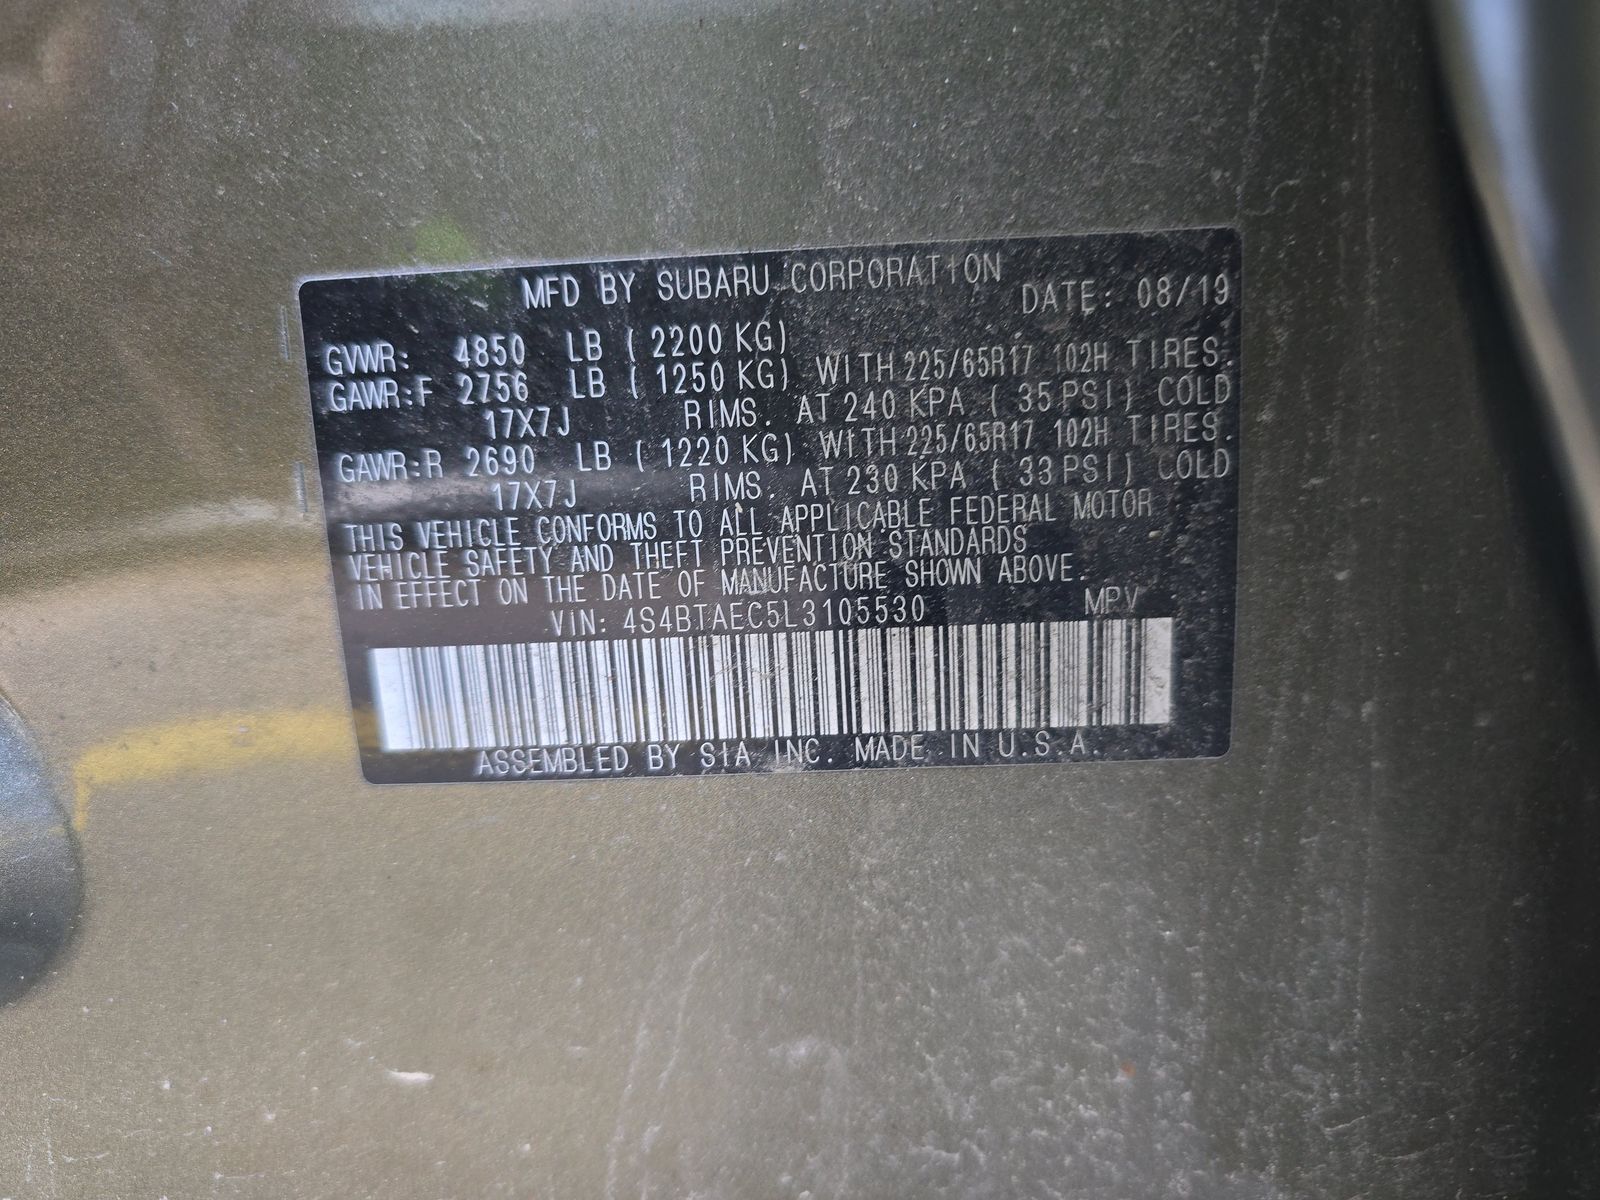 MFD BY SUBARU CORPORATION DATE: 08/19
GVWR: 4850 LB ( 2200 KG)
GAWR:F 2756 LB ( 1250 KG) WITH 225/65R17 102H TIRES.
17X7J RIMS. AT 240 KPA ( 35 PSI) COLD
GAWR:R 2690 LB ( 1220 KG) WITH 225/65R17 102H TIRES.
17X7J RIMS. AT 230 KPA ( 33 PSI) COLD
THIS VEHICLE CONFORMS TO ALL APPLICABLE FEDERAL MOTOR
VEHICLE SAFETY AND THEFT PREVENTION STANDARDS
IN EFFECT ON THE DATE OF MANUFACTURE SHOWN ABOVE.
VIN: 4S4BTAEC5L3105530 MPV
ASSEMBLED BY SIA INC. MADE IN U.S.A.